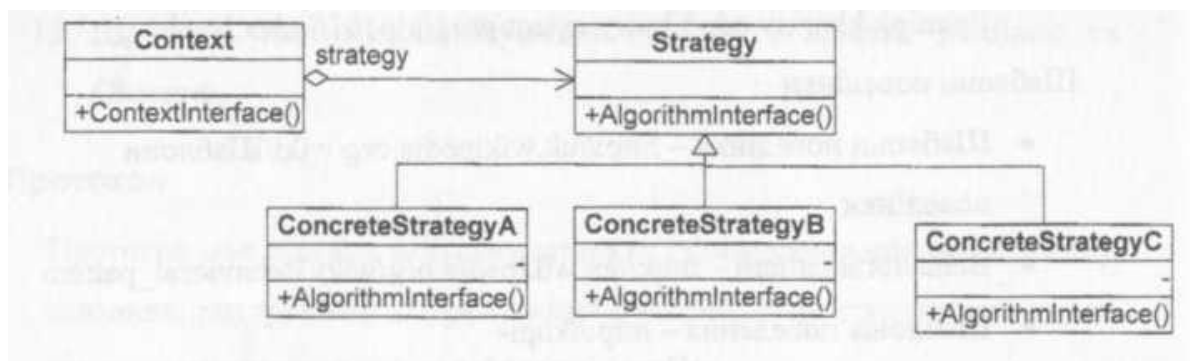 Context
strategy
Strategy
+ContextInterface()
+AlgorithmInterface()
ConcreteStrategyA
ConcreteStrategyB
ConcreteStrategyC
+AlgorithmInterface()
+AlgorithmInterface()
+AlgorithmInterface()